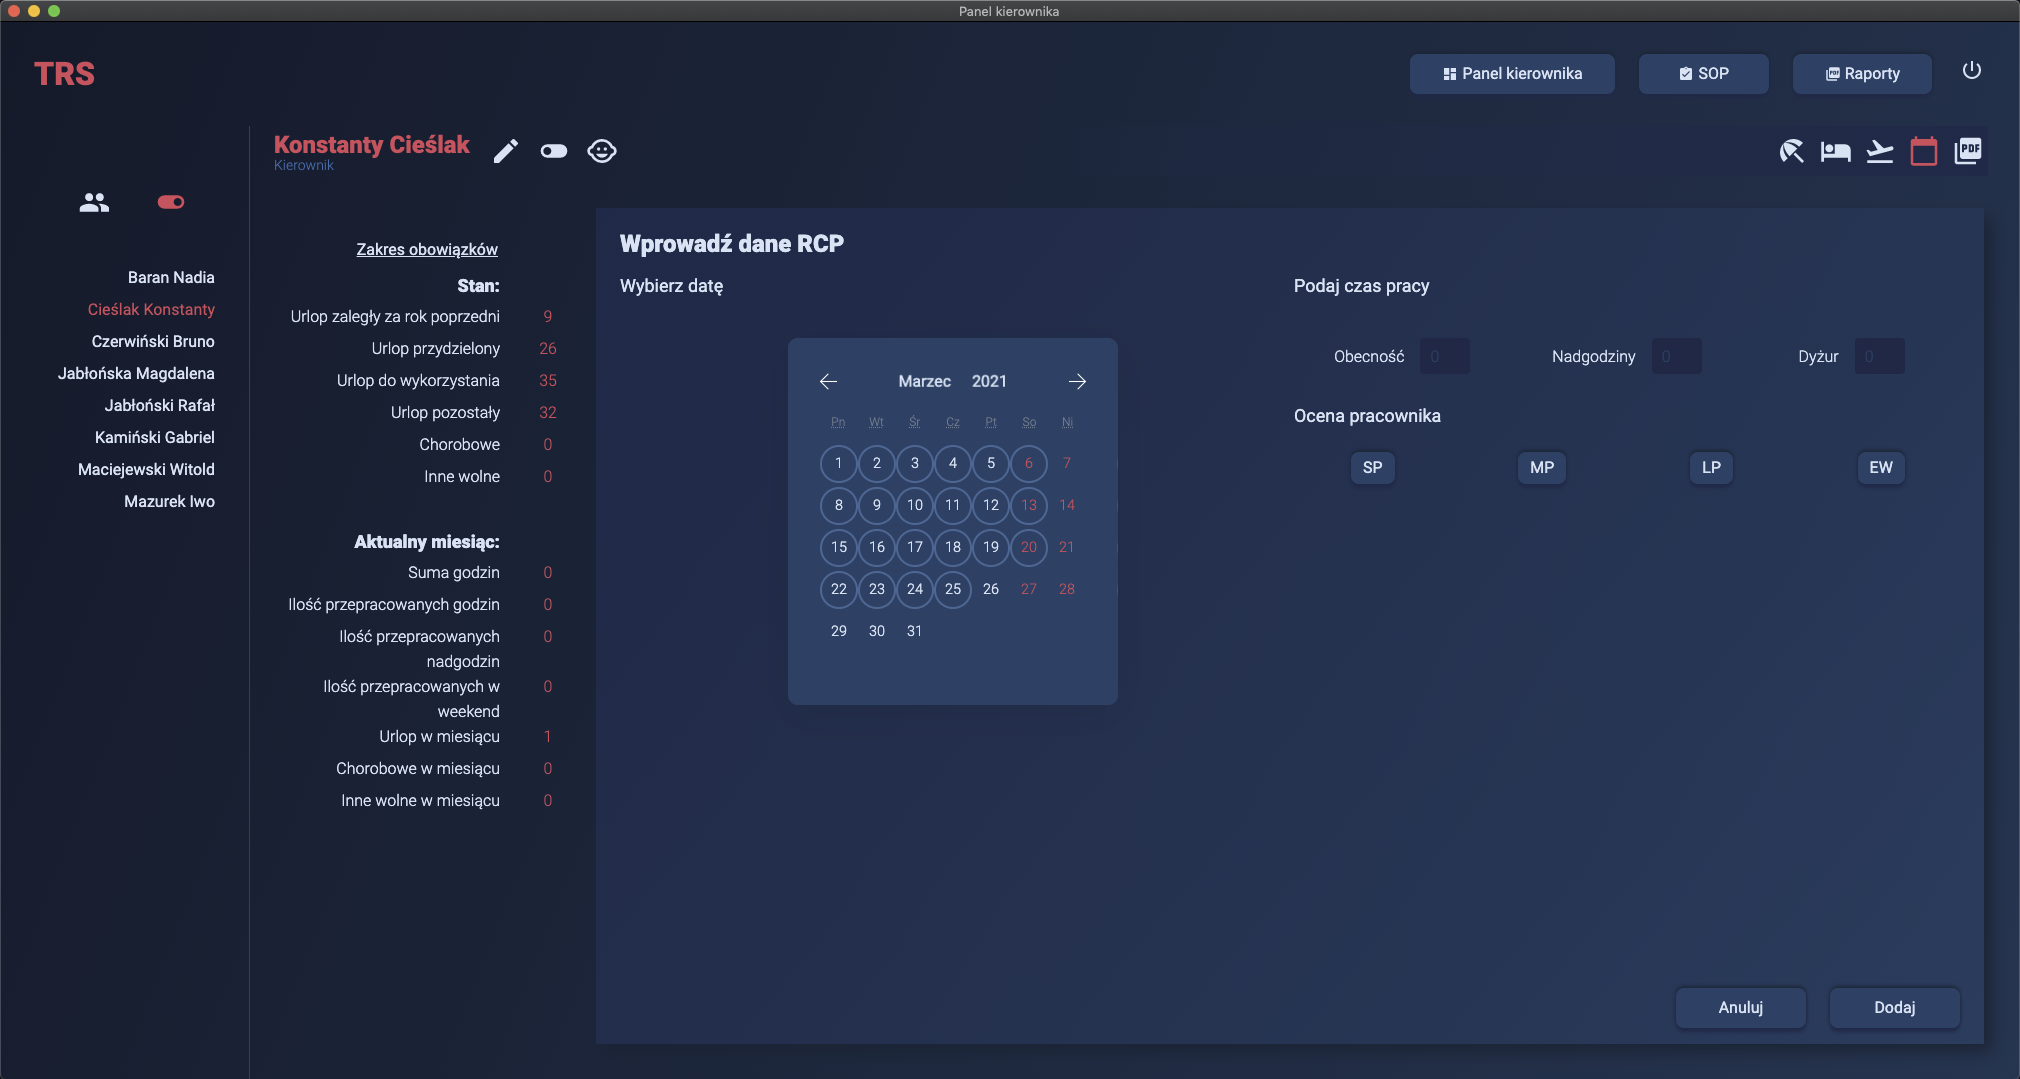 Panel kierownika
TRS
Panel kierownika
SOP
PDF Raporty
Konstanty Cieślak
Kierownik
PDF
Baran Nadia
Cieślak Konstanty
Czerwiński Bruno
Jabłońska Magdalena
Jabłoński Rafał
Kamiński Gabriel
Maciejewski Witold
Mazurek Iwo
Zakres obowiązków
Stan:
Urlop zaległy za rok poprzedni 9
Urlop przydzielony 26
Urlop do wykorzystania 35
Urlop pozostały 32
Chorobowe 0
Inne wolne 0
Aktualny miesiąc:
Suma godzin 0
Ilość przepracowanych godzin 0
Ilość przepracowanych 0
nadgodzin
Ilość przepracowanych w 0
weekend
Urlop w miesiącu 1
Chorobowe w miesiącu 0
Inne wolne w miesiącu 0
Wprowadź dane RCP
Wybierz datę
Marzec 2021
Pn Wt Śr Cz Pt So Ni
1 2 3 4 5 6 7
8 9 10 11 12 13 14
15 16 17 18 19 20 21
22 23 24 25 26 27 28
29 30 31
Podaj czas pracy
Obecność 0 Nadgodziny 0 Dyżur 0
Ocena pracownika
SP MP LP EW
Anuluj Dodaj